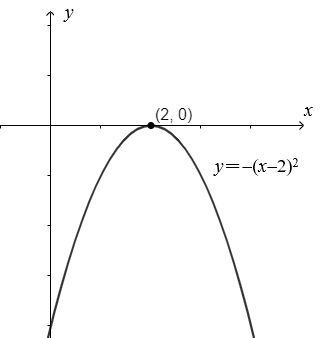 y
x
(2, 0)
y=–(x–2)²